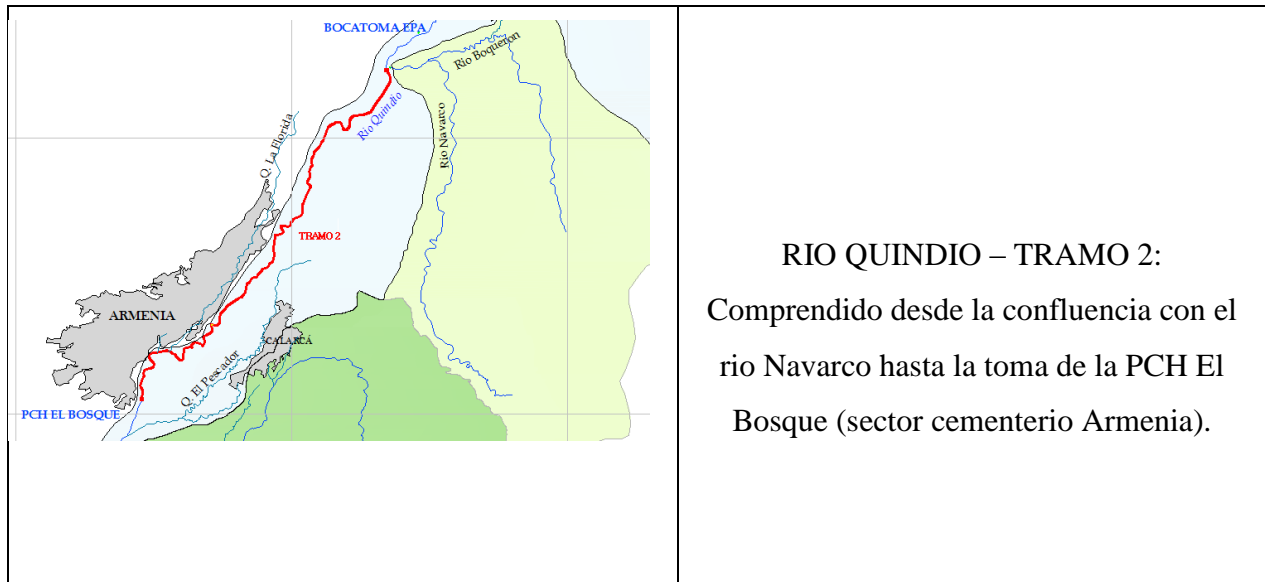 BOCATOMA EPA
Rio Boqueron
Rio Quindio
Rio Navarco
Q. La Florida
TRAMO 2
ARMENIA
CALARCÁ
Q. El Pescador
PCH EL BOSQUE
RIO QUINDIO – TRAMO 2:
Comprendido desde la confluencia con el
rio Navarco hasta la toma de la PCH El
Bosque (sector cementerio Armenia).